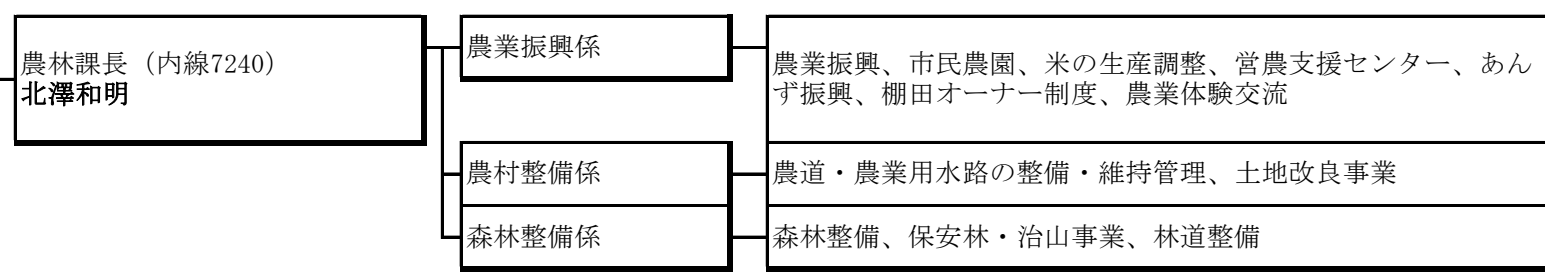 農林課長（内線7240）
北澤和明
農業振興係
農業振興、市民農園、米の生産調整、営農支援センター、あん
ず振興、棚田オーナー制度、農業体験交流
農村整備係
農道・農業用水路の整備・維持管理、土地改良事業
森林整備係
森林整備、保安林・治山事業、林道整備